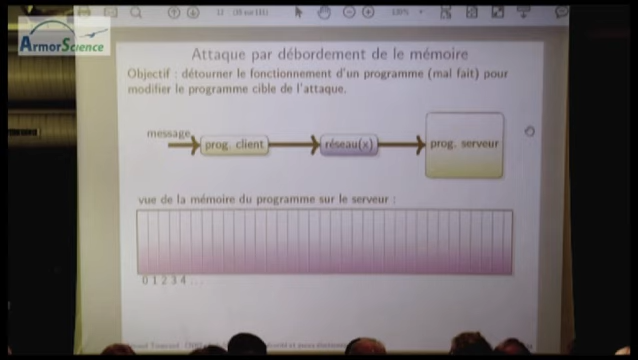 ArmorScience
Attaque par débordement de le mémoire
Objectif : détourner le fonctionnement d'un programme (mal fait) pour
modifier le programme cible de l'attaque.
message
prog. client
réseau(x)
prog. serveur
vue de la mémoire du programme sur le serveur :
0 1 2 3 4 ...